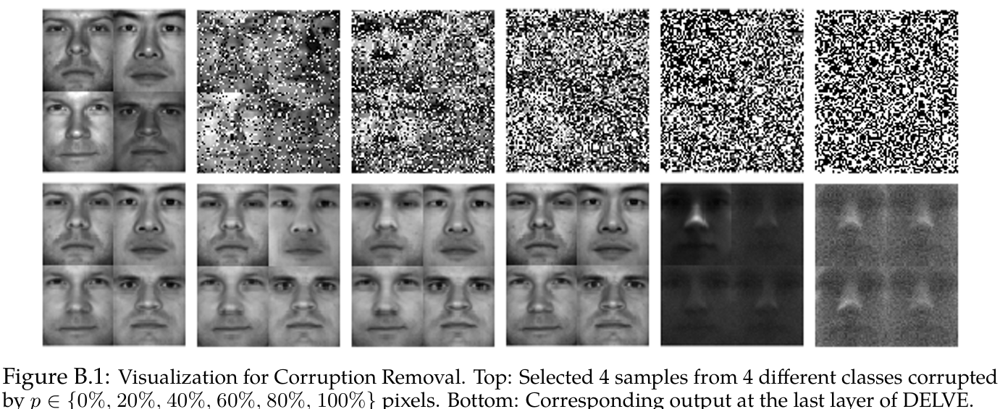 Figure B.1: Visualization for Corruption Removal. Top: Selected 4 samples from 4 different classes corrupted
by p ∈ {0%, 20%, 40%, 60%, 80%, 100%} pixels. Bottom: Corresponding output at the last layer of DELVE.